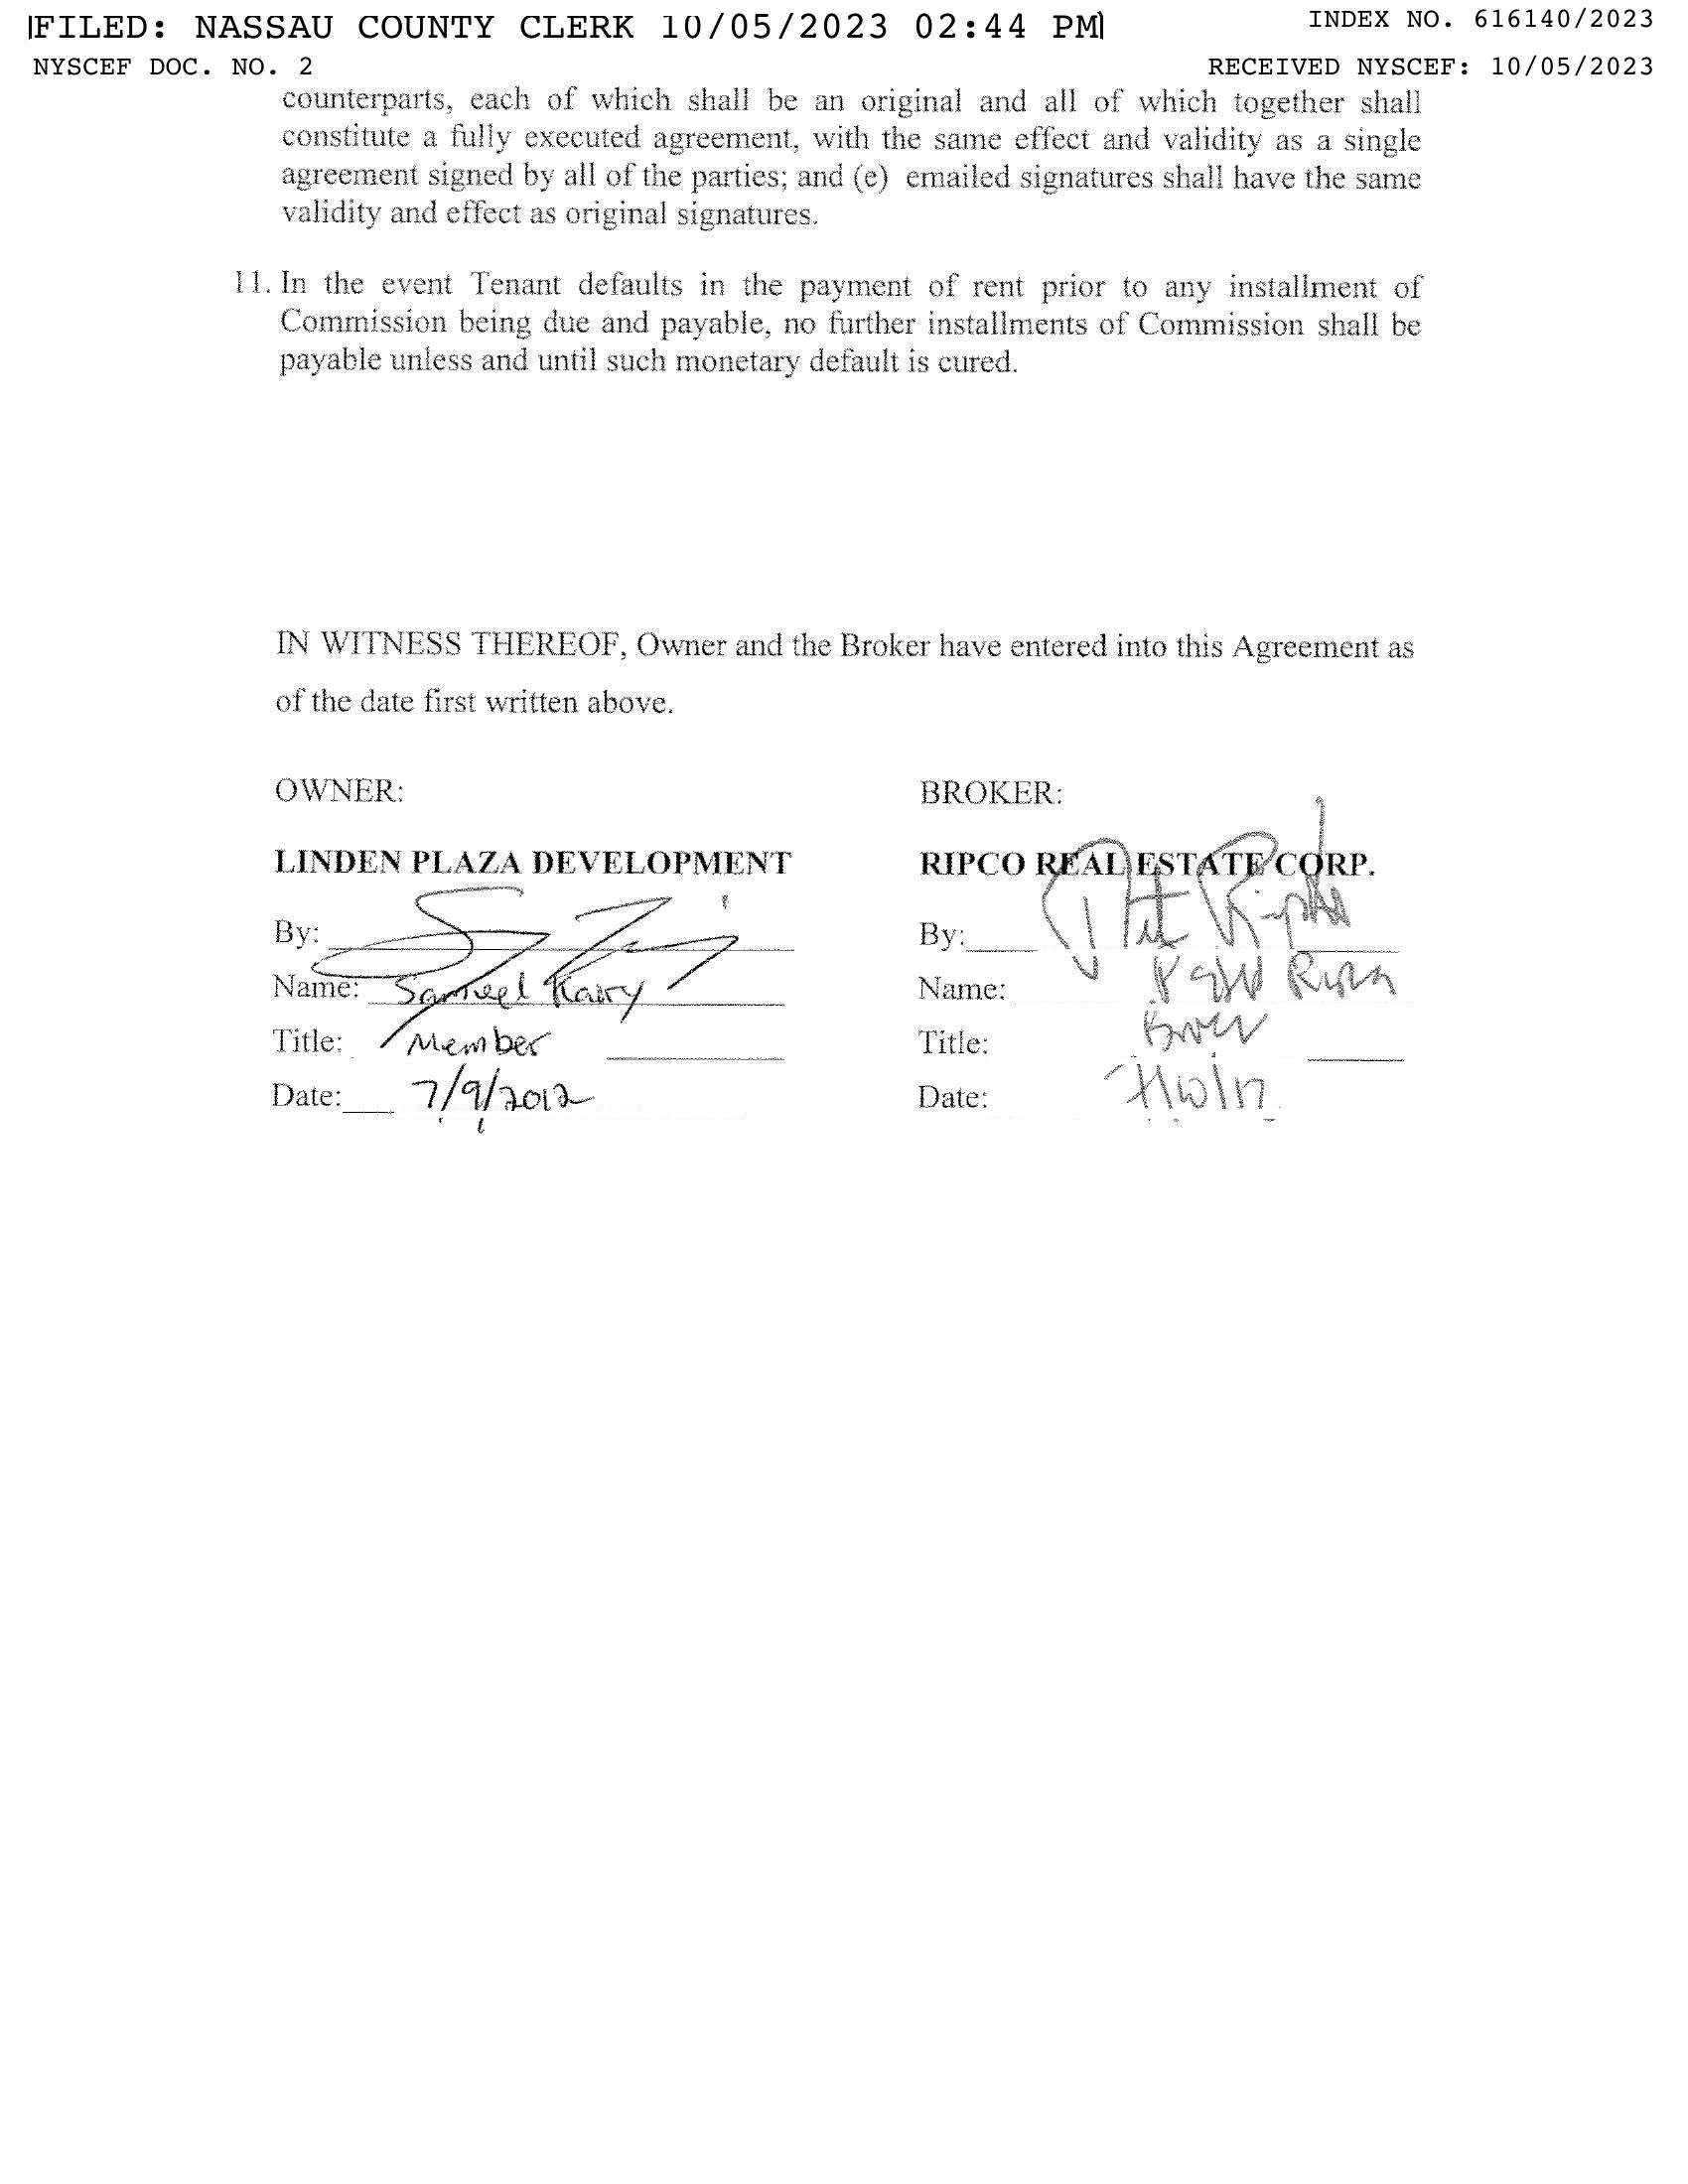 FILED: NASSAU COUNTY CLERK 10/05/2023 02:44 PM
INDEX NO. 616140/2023
NYSCEF DOC. NO. 2
RECEIVED NYSCEF: 10/05/2023
counterparts, each of which shall be an original and all of which together shall
constitute a fully executed agreement, with the same effect and validity as a single
agreement signed by all of the parties; and (e) emailed signatures shall have the same
validity and effect as original signatures.
11. In the event Tenant defaults in the payment of rent prior to any installment of
Commission being due and payable, no further installments of Commission shall be
payable unless and until such monetary default is cured.
IN WITNESS THEREOF, Owner and the Broker have entered into this Agreement as
of the date first written above.
OWNER:
LINDEN PLAZA DEVELOPMENT
By:
Name: Samuel Kairy
Title: Member
Date: 7/9/2012
BROKER:
RIPCO REAL ESTATE CORP.
By:
Name:
Title:
Date: